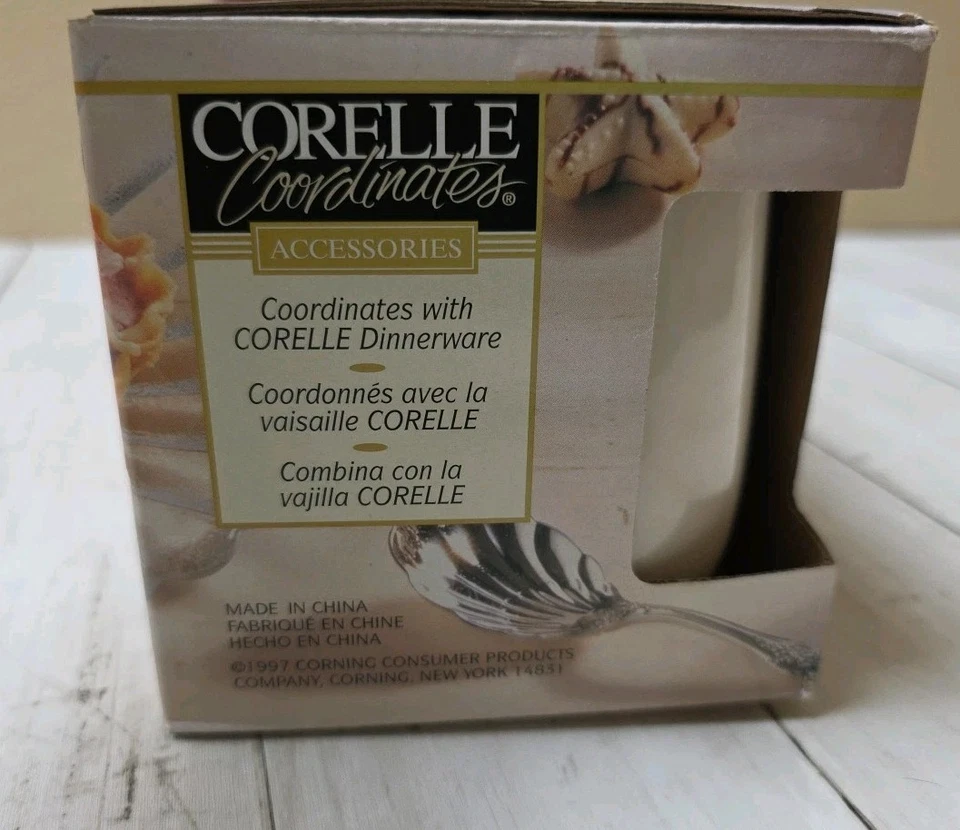 CORELLE
Coordinates®
ACCESSORIES
Coordinates with
CORELLE Dinnerware
Coordonnés avec la
vaisaille CORELLE
Combina con la
vajilla CORELLE
MADE IN CHINA
FABRIQUÉ EN CHINE
HECHO EN CHINA
©1997 CORNING CONSUMER PRODUCTS
COMPANY, CORNING, NEW YORK 14831